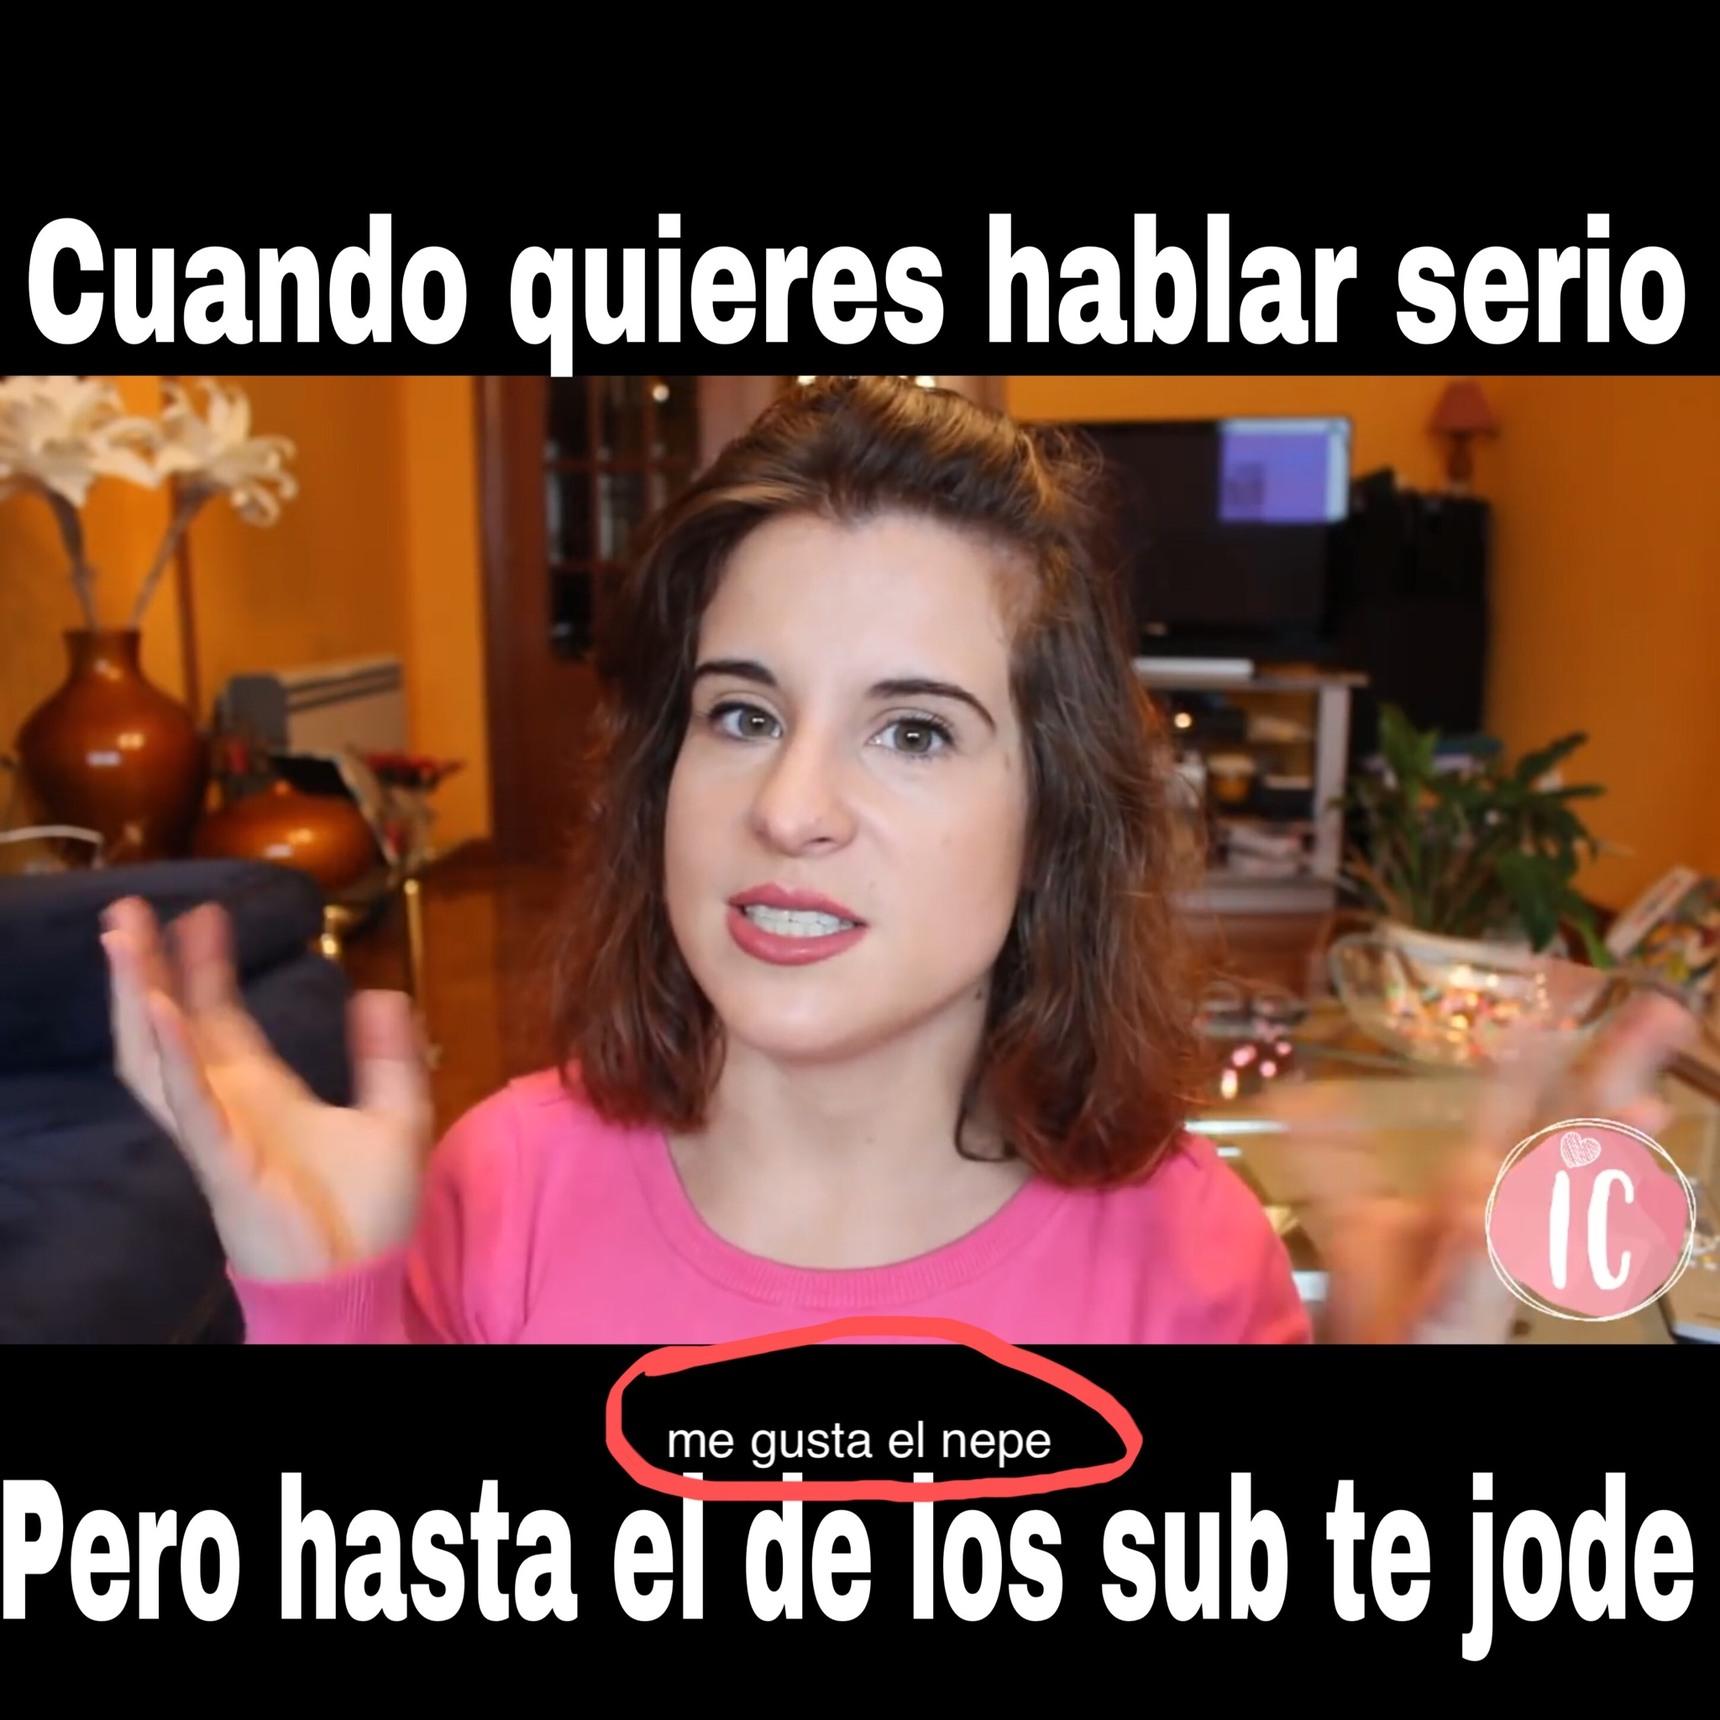 Cuando quieres hablar serio
IC
me gusta el nepe
Pero hasta el de los sub te jode